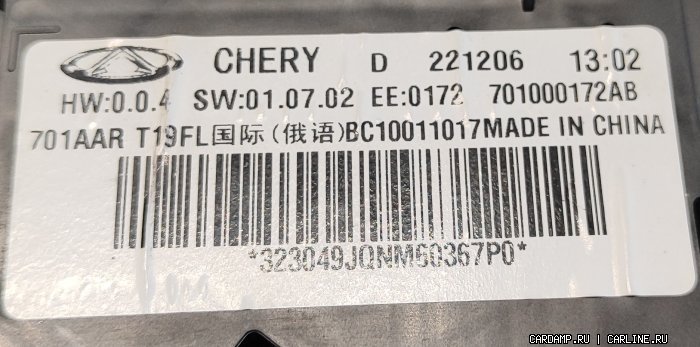 CHERY D 221206 13:02
HW:0.0.4 SW:01.07.02 EE:0172 701000172AB
701AAR T19FL国际(俄语)BC10011017MADE IN CHINA
*323049JQNM60367P0*
CARDAMP.RU | CARLINE.RU